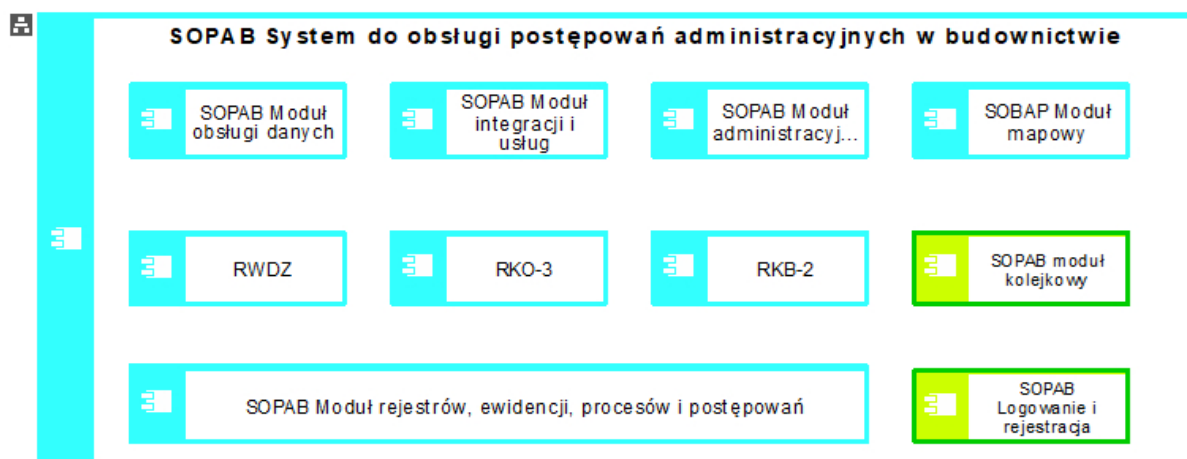 SOPAB System do obsługi postępowań administracyjnych w budownictwie
SOPAB Moduł
obsługi danych
SOPAB Moduł
integracji i
usług
SOPAB Moduł
administracyj...
SOBAP Moduł
mapowy
RWDZ
RKO-3
RKB-2
SOPAB moduł
kolejkowy
SOPAB Moduł rejestrów, ewidencji, procesów i postępowań
SOPAB
Logowanie i
rejestracja